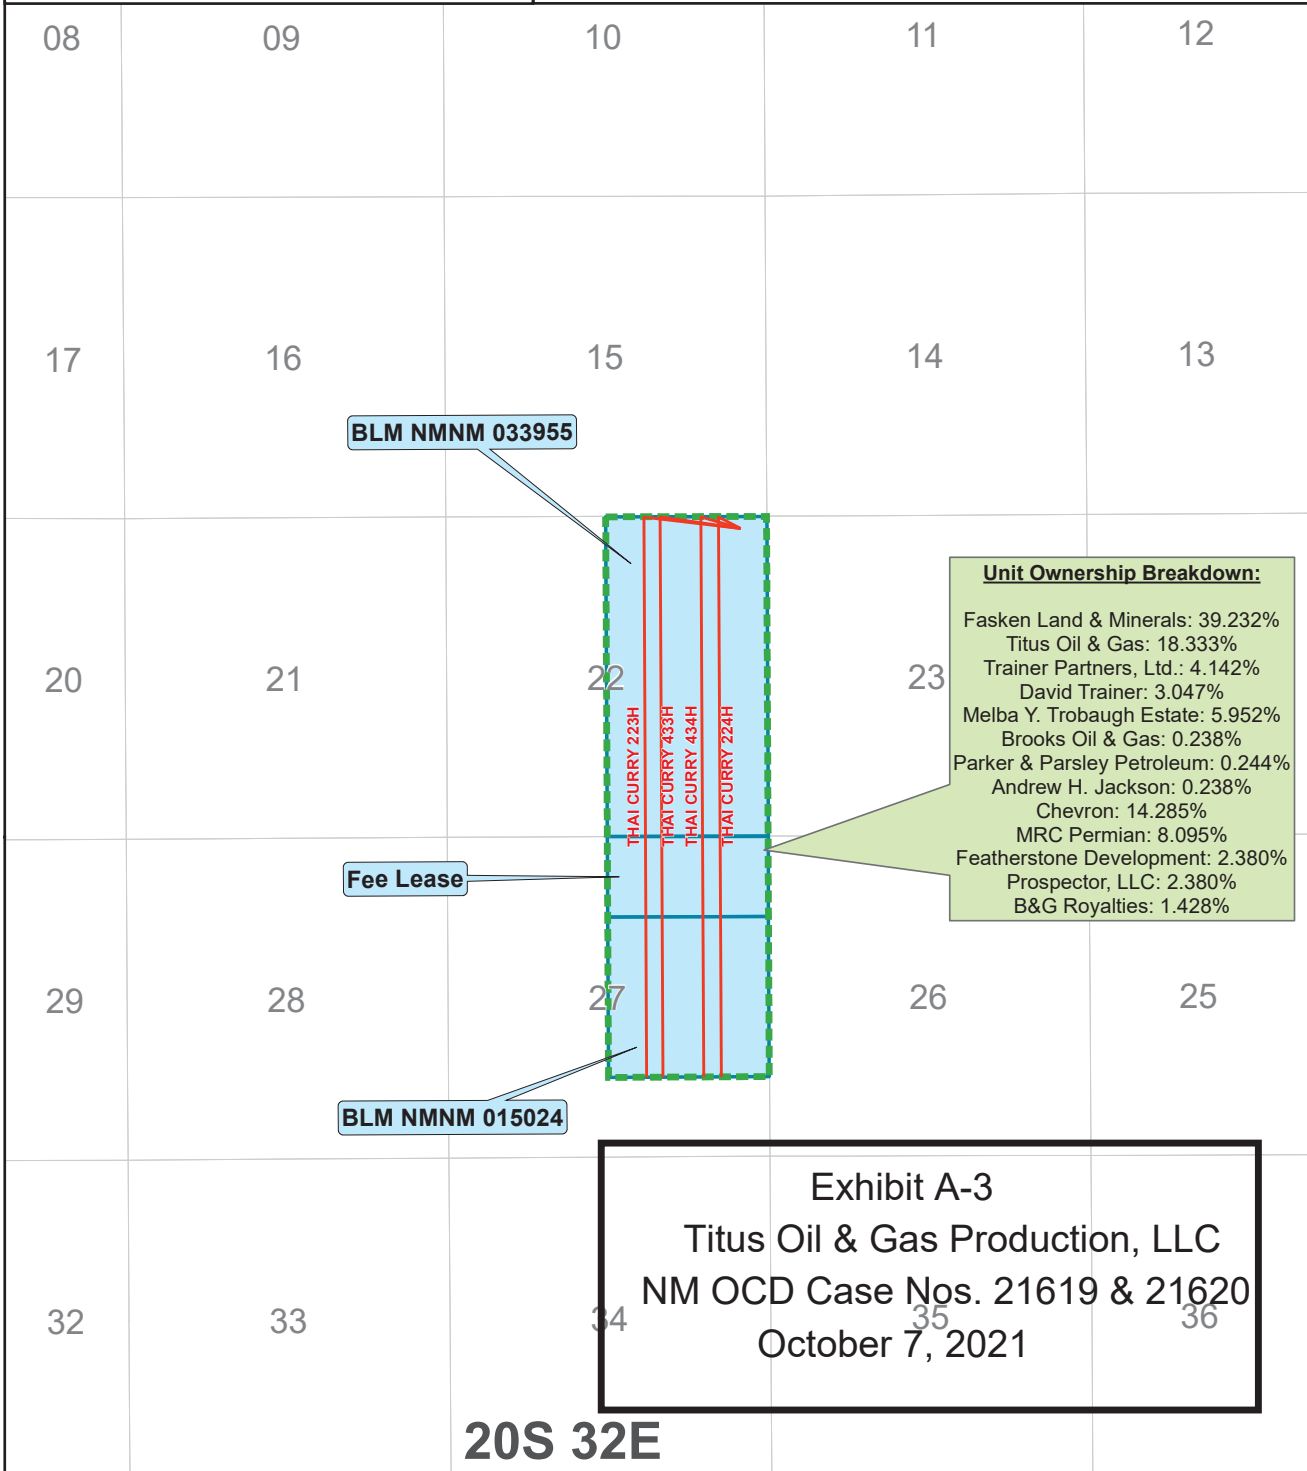 08
09
10
11
12
17
16
15
14
13
BLM NMNM 033955
20
21
22
23
THAI CURRY 223H
THAI CURRY 433H
THAI CURRY 434H
THAI CURRY 224H
Unit Ownership Breakdown:
Fasken Land & Minerals: 39.232%
Titus Oil & Gas: 18.333%
Trainer Partners, Ltd.: 4.142%
David Trainer: 3.047%
Melba Y. Trobaugh Estate: 5.952%
Brooks Oil & Gas: 0.238%
Parker & Parsley Petroleum: 0.244%
Andrew H. Jackson: 0.238%
Chevron: 14.285%
MRC Permian: 8.095%
Featherstone Development: 2.380%
Prospector, LLC: 2.380%
B&G Royalties: 1.428%
Fee Lease
29
28
27
26
25
BLM NMNM 015024
Exhibit A-3
Titus Oil & Gas Production, LLC
NM OCD Case Nos. 21619 & 21620
October 7, 2021
32
33
34
35
36
20S 32E